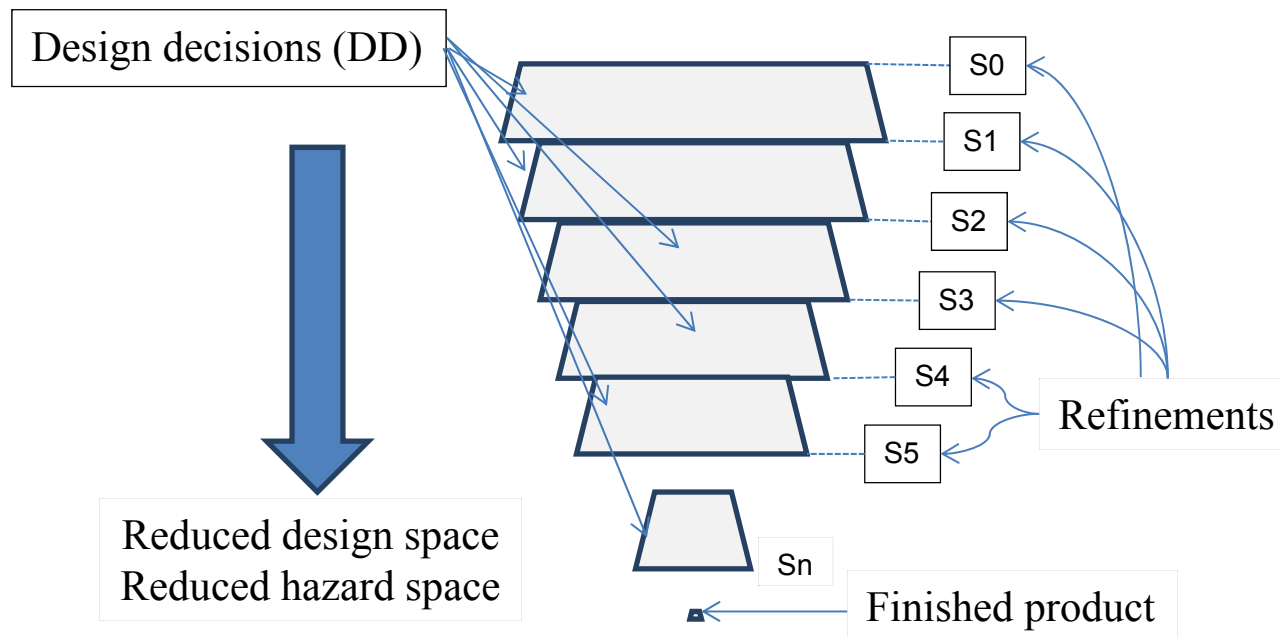 Design decisions (DD)
S0
S1
S2
S3
S4
Refinements
S5
Reduced design space
Reduced hazard space
Sn
Finished product